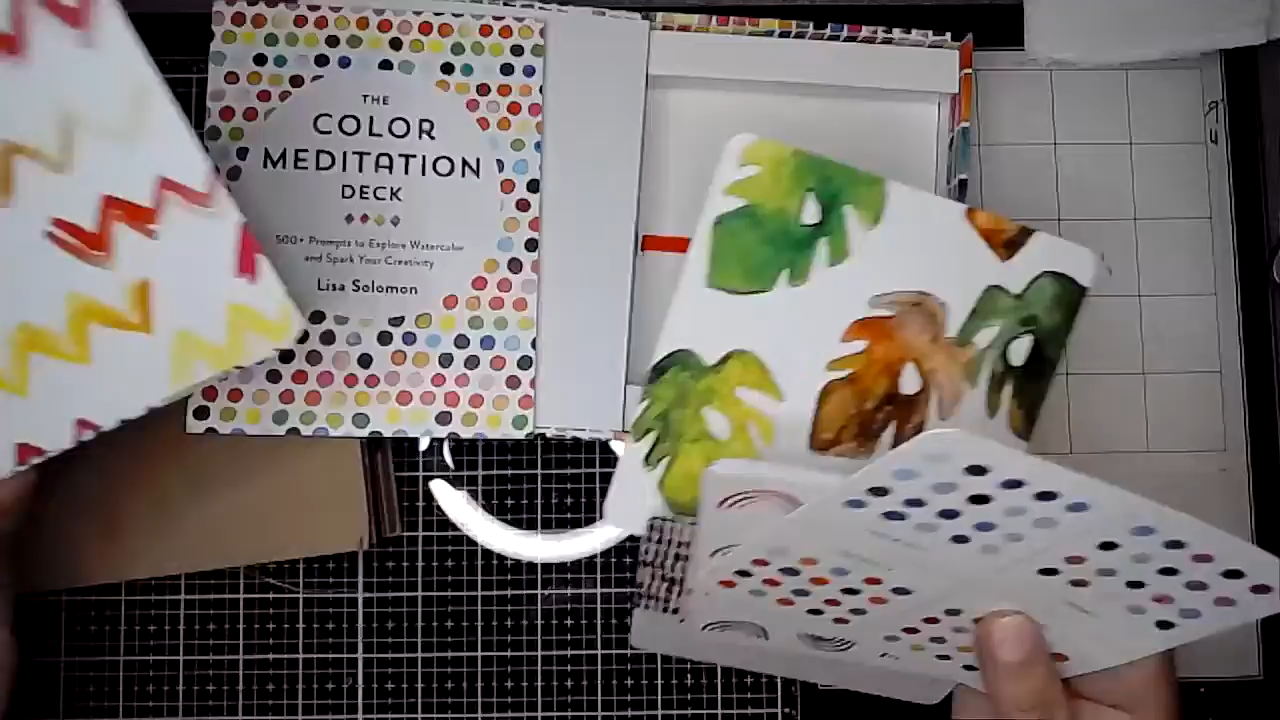 THE
COLOR
MEDITATION
DECK
500+ Prompts to Explore Watercolor
and Spark Your Creativity
Lisa Solomon